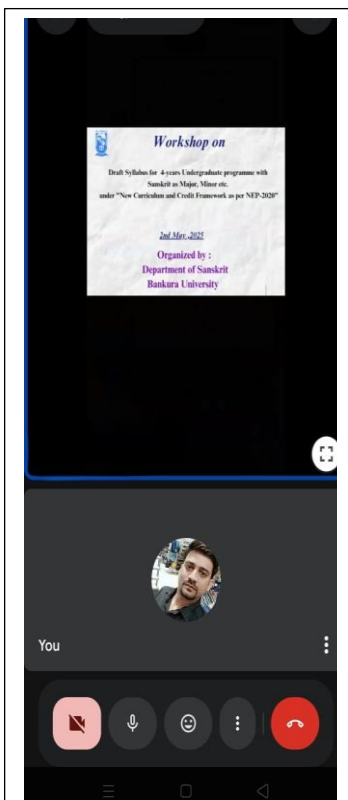 Workshop on
Draft Syllabus for 4-years Undergraduate programme with
Sanskrit as Major, Minor etc.
under "New Curriculum and Credit Framework as per NEP-2020"
2nd May ,2025
Organized by :
Department of Sanskrit
Bankura University
You